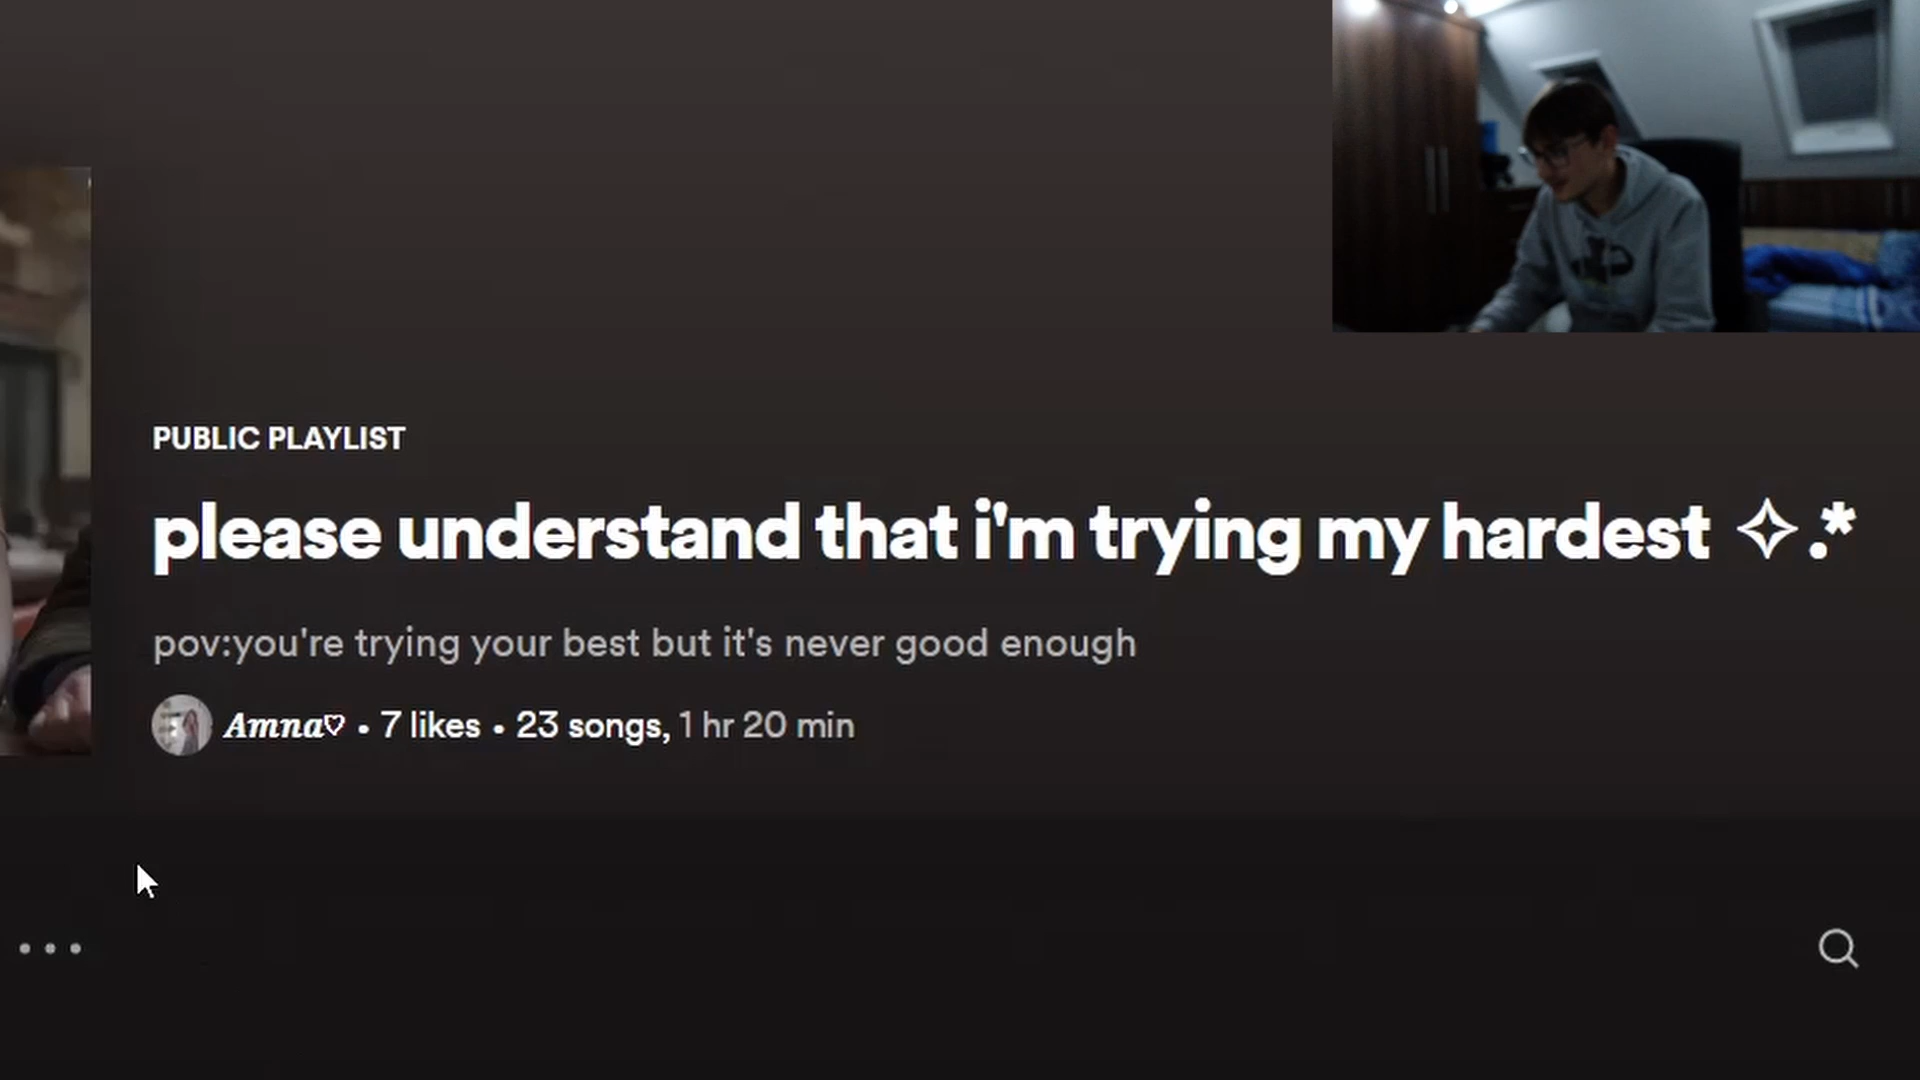 PUBLIC PLAYLIST
please understand that i'm trying my hardest ✧.*
pov:you're trying your best but it's never good enough
Amna♡ • 7 likes • 23 songs, 1 hr 20 min